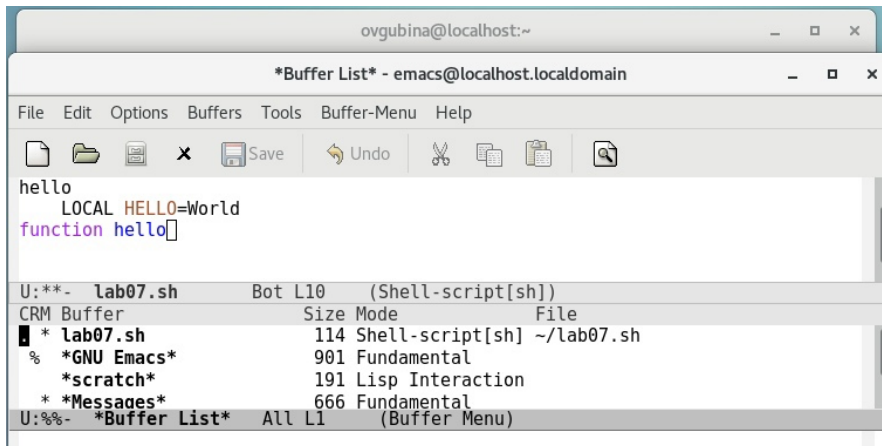 ovgubina@localhost:~
*Buffer List* - emacs@localhost.localdomain
File Edit Options Buffers Tools Buffer-Menu Help
Save Undo
hello
    LOCAL HELLO=World
function hello
U:**-  lab07.sh       Bot L10    (Shell-script[sh])
CRM Buffer                 Size Mode             File
. * lab07.sh                114 Shell-script[sh] ~/lab07.sh
 %  *GNU Emacs*             901 Fundamental
    *scratch*               191 Lisp Interaction
  * *Messages*              666 Fundamental
U:%%-  *Buffer List*   All L1     (Buffer Menu)